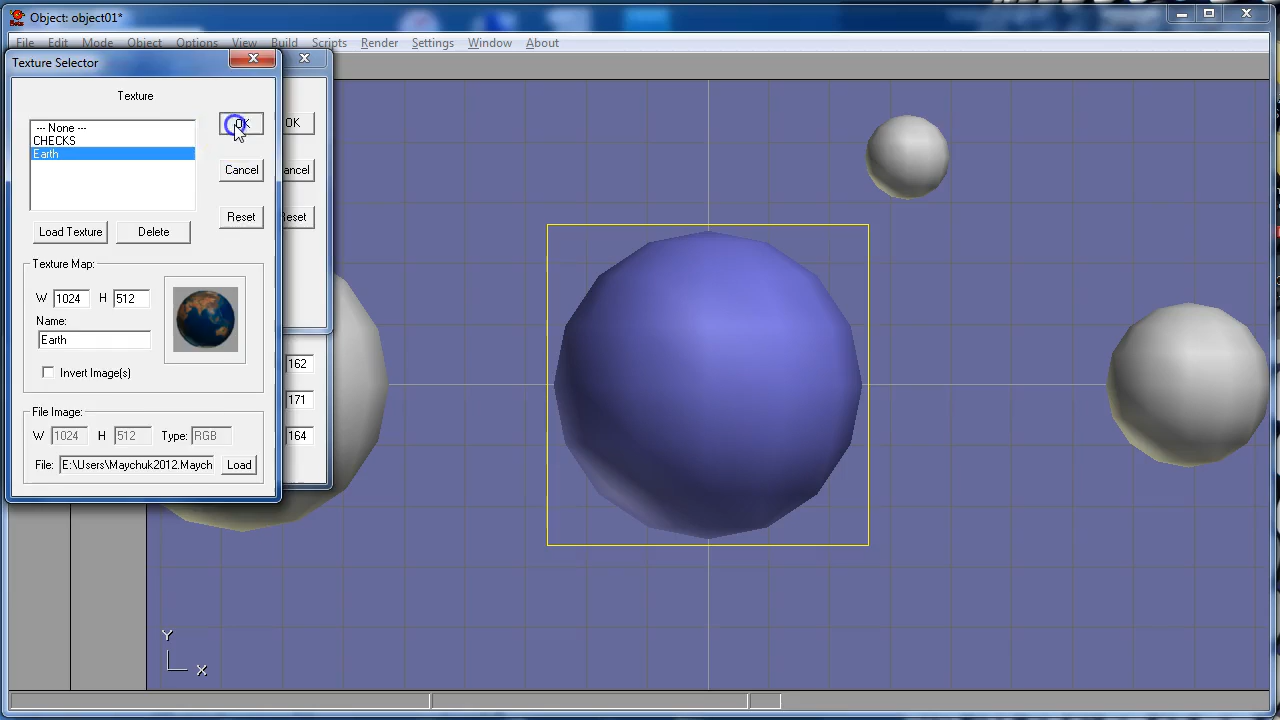 Object: object01*
File Edit Mode Object Options View Build Scripts Render Settings Window About
Texture Selector
Texture
--- None ---
CHECKS
Earth
OK
OK
Cancel
ancel
Reset
eset
Load Texture Delete
Texture Map:
W 1024 H 512
Name:
Earth
Invert Image(s)
162
171
164
File Image:
W 1024 H 512 Type: RGB
File: E:\Users\Maychuk2012.Maych Load
Y
X